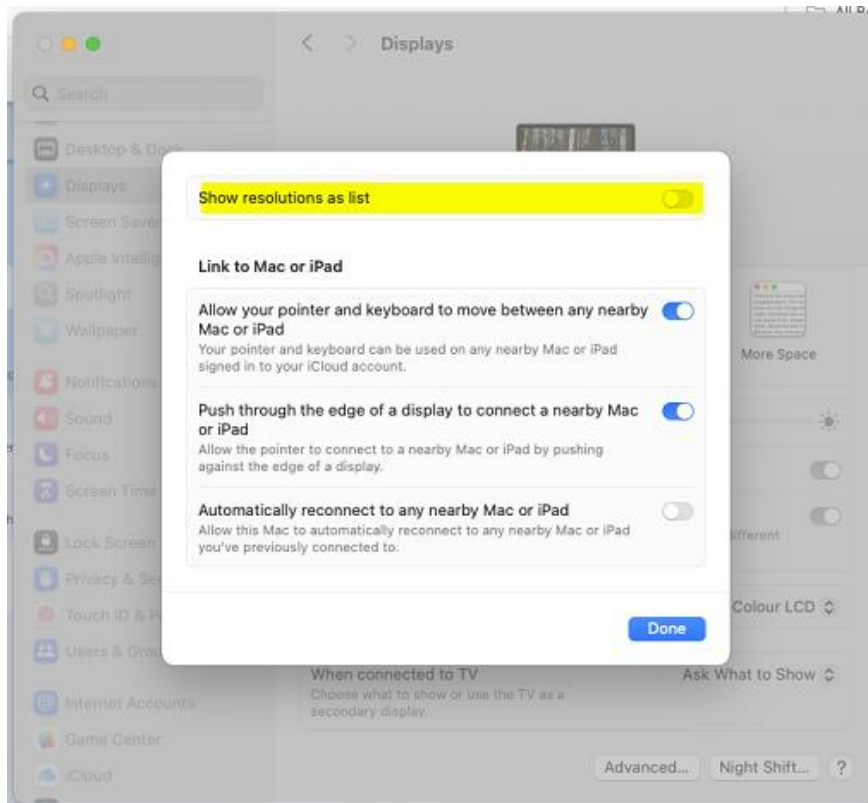 All
Displays
Search
Desktop & Dock
Displays
Screen Saver
Apple Intellig
Spotlight
Wallpaper
Notifications
Sound
Focus
Screen Time
Lock Screen
Privacy & Se
Touch ID & P
Users & Grou
Internet Accounts
Game Center
iCloud
Show resolutions as list
Link to Mac or iPad
Allow your pointer and keyboard to move between any nearby
Mac or iPad
Your pointer and keyboard can be used on any nearby Mac or iPad
signed in to your iCloud account.
Push through the edge of a display to connect a nearby Mac
or iPad
Allow the pointer to connect to a nearby Mac or iPad by pushing
against the edge of a display.
Automatically reconnect to any nearby Mac or iPad
Allow this Mac to automatically reconnect to any nearby Mac or iPad
you've previously connected to.
Done
More Space
different
Colour LCD
When connected to TV
Choose what to show or use the TV as a
secondary display.
Ask What to Show
Advanced...
Night Shift...
?